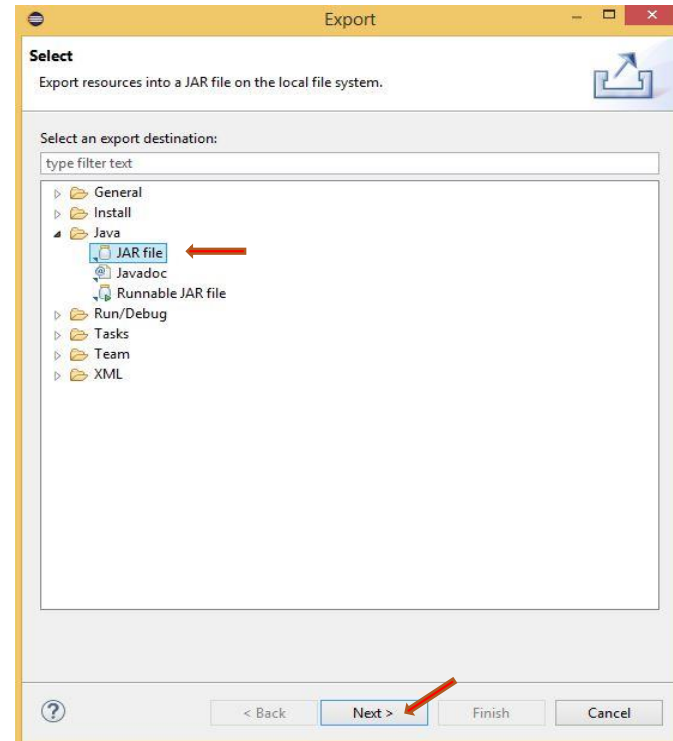 Export
Select
Export resources into a JAR file on the local file system.
Select an export destination:
type filter text
General
Install
Java
JAR file
Javadoc
Runnable JAR file
Run/Debug
Tasks
Team
XML
< Back Next > Finish Cancel